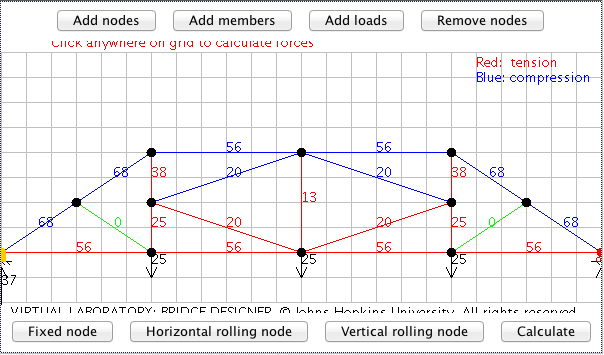 Add nodes Add members Add loads Remove nodes
Click anywhere on grid to calculate forces
Red: tension
Blue: compression
56 56
68 38 20 20 38 68
13
68 0 25 20 20 25 0 68
56 56 56 56
25 25 25
37
VIRTUAL LABORATORY: BRIDGE DESIGNER © Johns Hopkins University. All rights reserved
Fixed node Horizontal rolling node Vertical rolling node Calculate